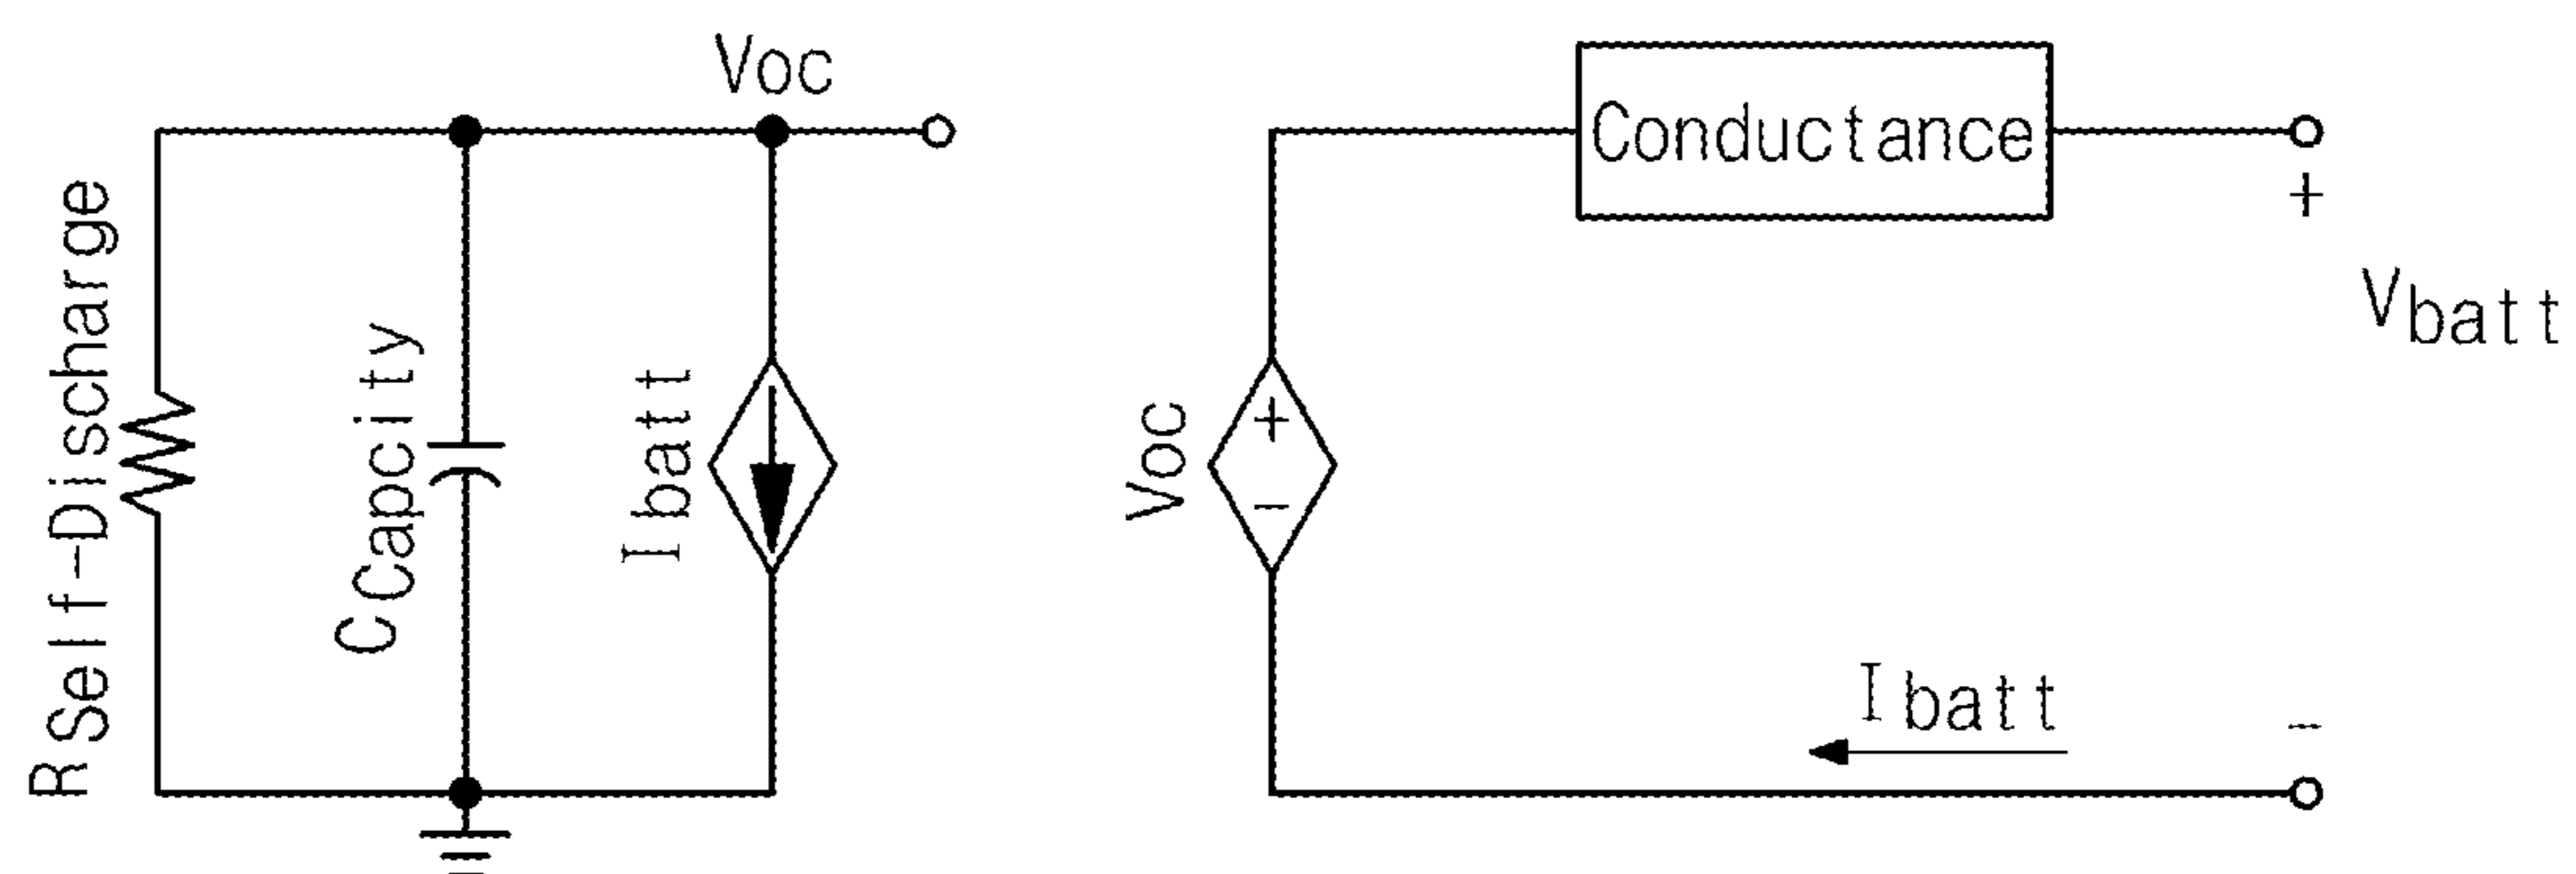 Voc
RSelf-Discharge
CCapcity
Ibatt
Voc
+
-
Conductance
+
Vbatt
-
Ibatt